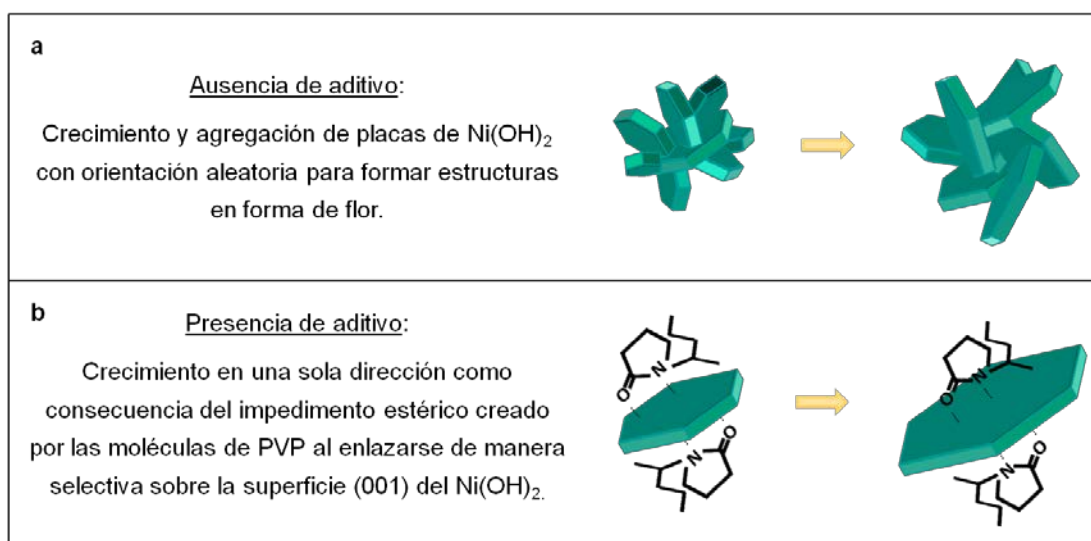 a
Ausencia de aditivo:
Crecimiento y agregación de placas de Ni(OH)2
con orientación aleatoria para formar estructuras
en forma de flor.
b
Presencia de aditivo:
Crecimiento en una sola dirección como
consecuencia del impedimento estérico creado
por las moléculas de PVP al enlazarse de manera
selectiva sobre la superficie (001) del Ni(OH)2.
N
O
N
O
N
O
N
O